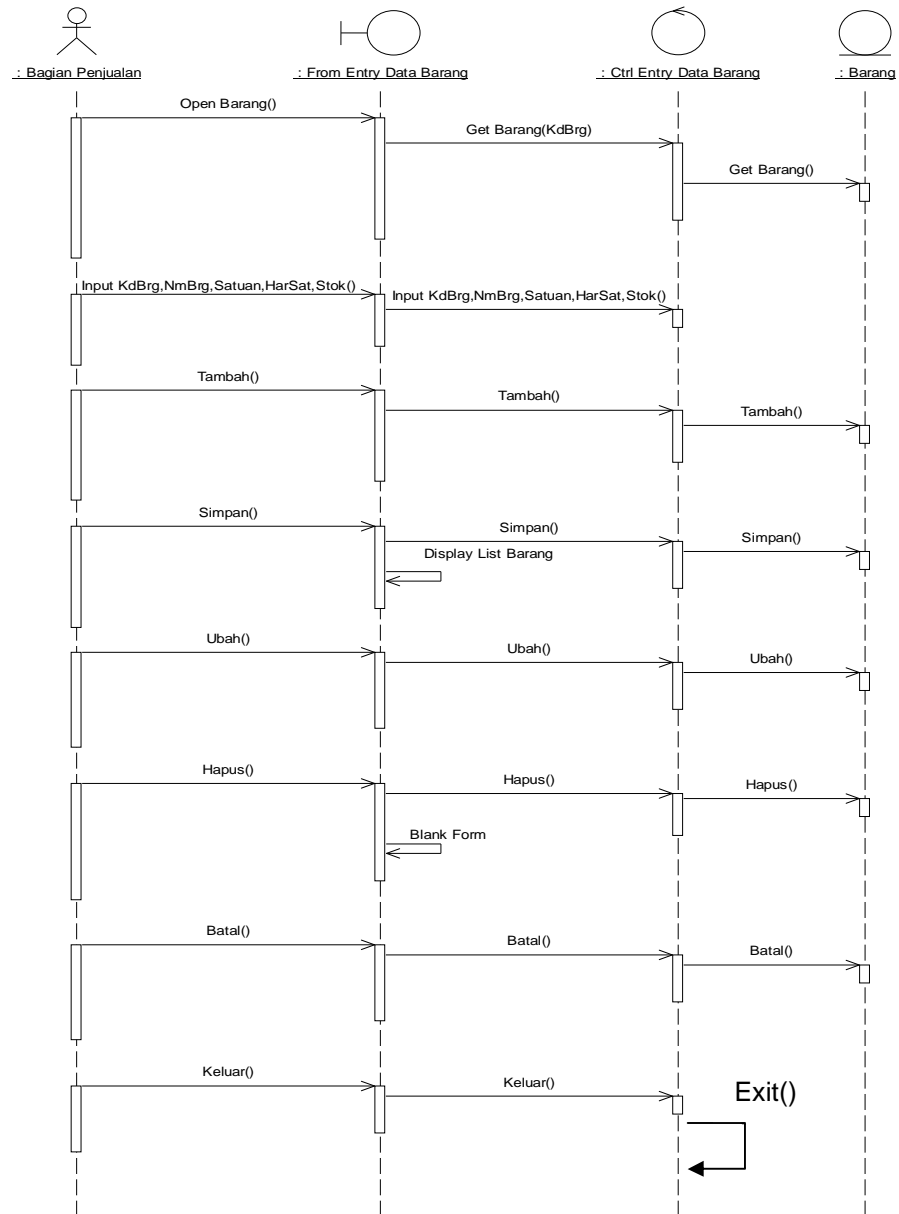 : Bagian Penjualan
: From Entry Data Barang
: Ctrl Entry Data Barang
: Barang
Open Barang()
Get Barang(KdBrg)
Get Barang()
Input KdBrg,NmBrg,Satuan,HarSat,Stok()
Input KdBrg,NmBrg,Satuan,HarSat,Stok()
Tambah()
Tambah()
Tambah()
Simpan()
Simpan()
Simpan()
Display List Barang
Ubah()
Ubah()
Ubah()
Hapus()
Hapus()
Hapus()
Blank Form
Batal()
Batal()
Batal()
Keluar()
Keluar()
Exit()